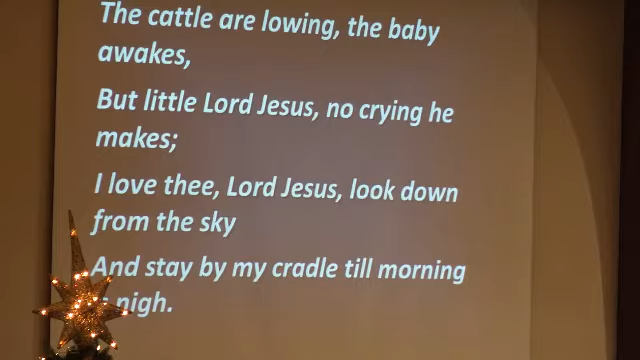 The cattle are lowing, the baby
awakes,
But little Lord Jesus, no crying he
makes;
I love thee, Lord Jesus, look down
from the sky
And stay by my cradle till morning
nigh.